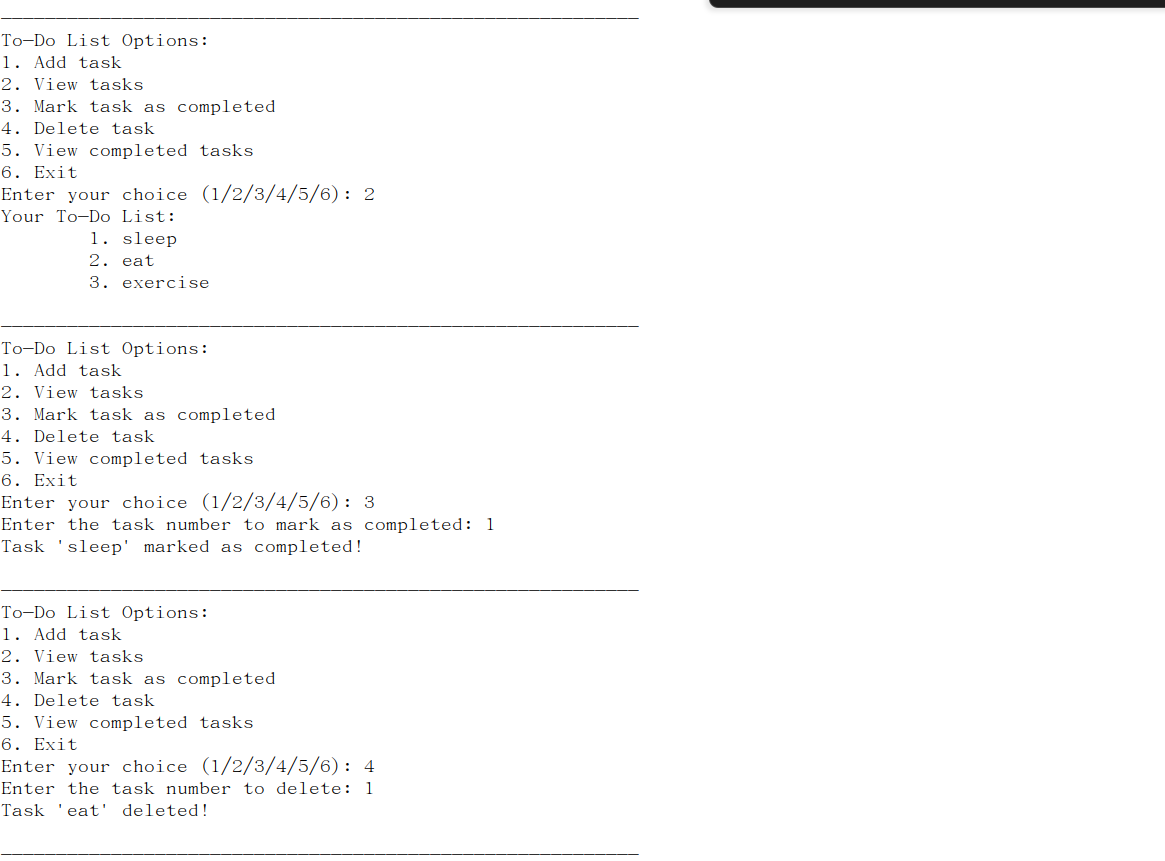 To-Do List Options:
1. Add task
2. View tasks
3. Mark task as completed
4. Delete task
5. View completed tasks
6. Exit
Enter your choice (1/2/3/4/5/6): 2
Your To-Do List:
1. sleep
2. eat
3. exercise
To-Do List Options:
1. Add task
2. View tasks
3. Mark task as completed
4. Delete task
5. View completed tasks
6. Exit
Enter your choice (1/2/3/4/5/6): 3
Enter the task number to mark as completed: 1
Task 'sleep' marked as completed!
To-Do List Options:
1. Add task
2. View tasks
3. Mark task as completed
4. Delete task
5. View completed tasks
6. Exit
Enter your choice (1/2/3/4/5/6): 4
Enter the task number to delete: 1
Task 'eat' deleted!